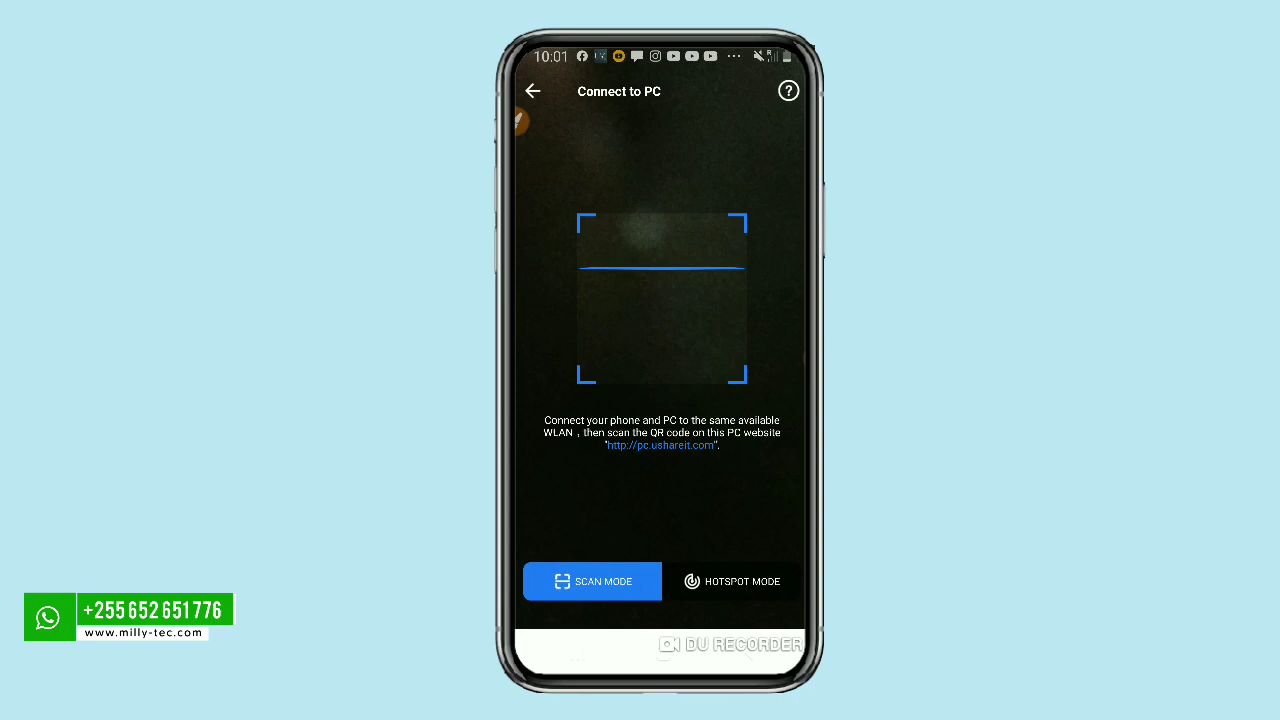 10:01
Connect to PC
?
Connect your phone and PC to the same available
WLAN，then scan the QR code on this PC website
"http://pc.ushareit.com".
SCAN MODE
HOTSPOT MODE
DU RECORDER
+255 652 651 776
www.milly-tec.com